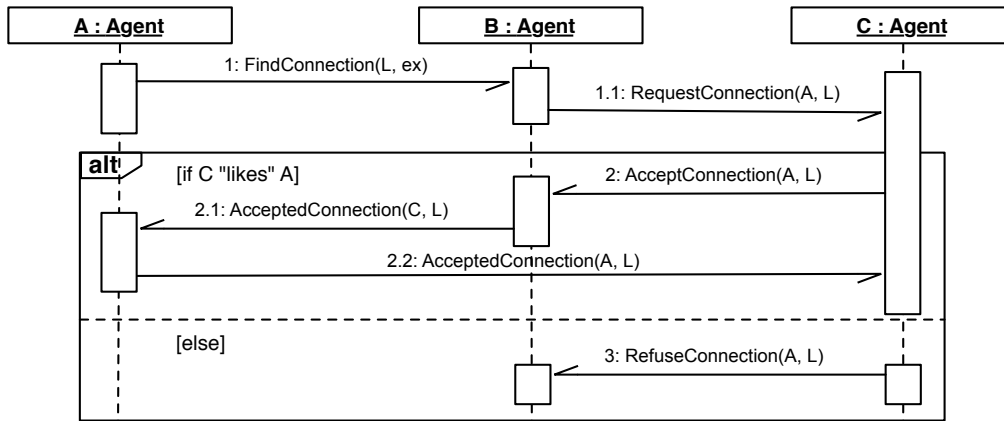 A : Agent
B : Agent
C : Agent
1: FindConnection(L, ex)
1.1: RequestConnection(A, L)
alt
[if C "likes" A]
2: AcceptConnection(A, L)
2.1: AcceptedConnection(C, L)
2.2: AcceptedConnection(A, L)
[else]
3: RefuseConnection(A, L)